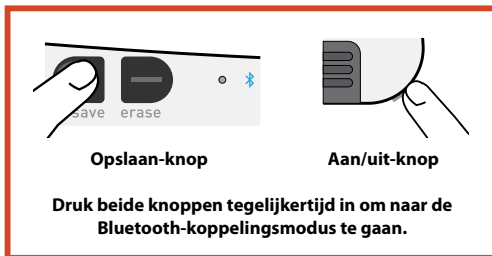 save erase
Opslaan-knop
Aan/uit-knop
Druk beide knoppen tegelijkertijd in om naar de
Bluetooth-koppelingsmodus te gaan.